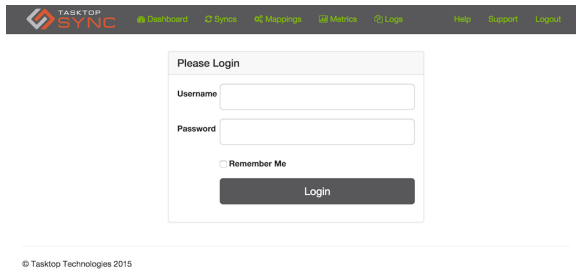 TASKTOP
SYNC
Dashboard Syncs Mappings Metrics Logs Help Support Logout
Please Login
Username
Password
Remember Me
Login
© Tasktop Technologies 2015